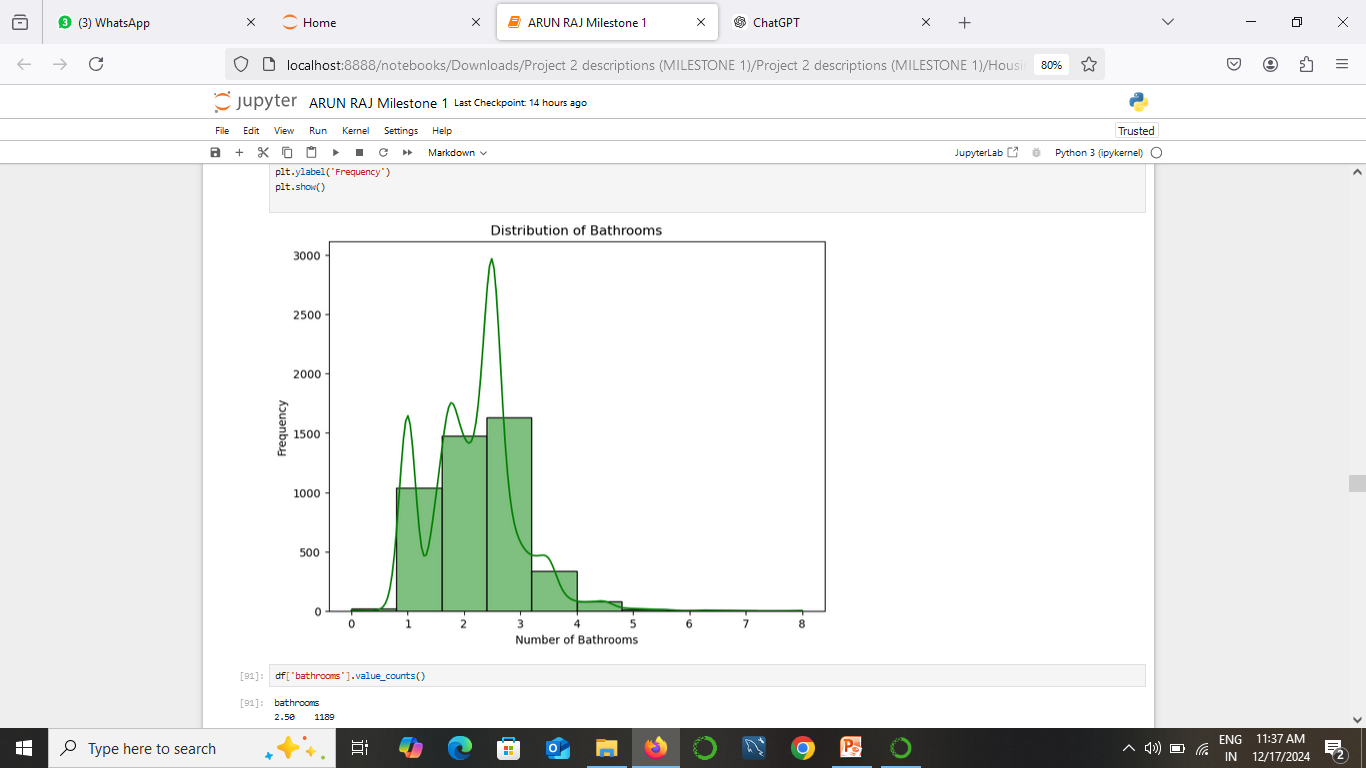 (3) WhatsApp
Home
ARUN RAJ Milestone 1
ChatGPT
localhost:8888/notebooks/Downloads/Project 2 descriptions (MILESTONE 1)/Project 2 descriptions (MILESTONE 1)/Housi
80%
jupyter ARUN RAJ Milestone 1 Last Checkpoint: 14 hours ago
File Edit View Run Kernel Settings Help
Trusted
Markdown
JupyterLab
Python 3 (ipykernel)
plt.ylabel('Frequency')
plt.show()
Distribution of Bathrooms
3000
2500
2000
1500
1000
500
0
Frequency
0 1 2 3 4 5 6 7 8
Number of Bathrooms
[91]: df['bathrooms'].value_counts()
[91]: bathrooms
2.50 1189
Type here to search
ENG
IN
11:37 AM
12/17/2024
2